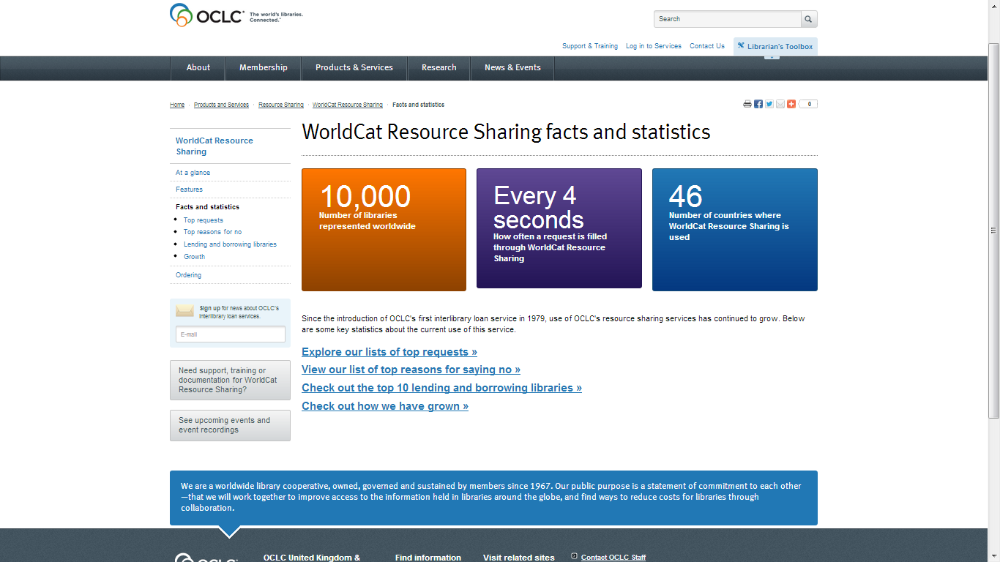 OCLC
The world's libraries.
Connected.
Search
Support & Training Log in to Services Contact Us Librarian's Toolbox
About Membership Products & Services Research News & Events
Home Products and Services Resource Sharing WorldCat Resource Sharing Facts and statistics
0
WorldCat Resource Sharing
At a glance
Features
Facts and statistics
Top requests
Top reasons for no
Lending and borrowing libraries
Growth
Ordering
Sign up for news about OCLC's
interlibrary loan services.
E-mail
Need support, training or
documentation for WorldCat
Resource Sharing?
See upcoming events and
event recordings
WorldCat Resource Sharing facts and statistics
10,000
Number of libraries
represented worldwide
Every 4
seconds
How often a request is filled
through WorldCat Resource
Sharing
46
Number of countries where
WorldCat Resource Sharing is
used
Since the introduction of OCLC's first interlibrary loan service in 1979, use of OCLC's resource sharing services has continued to grow. Below
are some key statistics about the current use of this service.
Explore our lists of top requests »
View our list of top reasons for saying no »
Check out the top 10 lending and borrowing libraries »
Check out how we have grown »
We are a worldwide library cooperative, owned, governed and sustained by members since 1967. Our public purpose is a statement of commitment to each other
—that we will work together to improve access to the information held in libraries around the globe, and find ways to reduce costs for libraries through
collaboration.
OCLC
OCLC United Kingdom & Find information Visit related sites Contact OCLC Staff